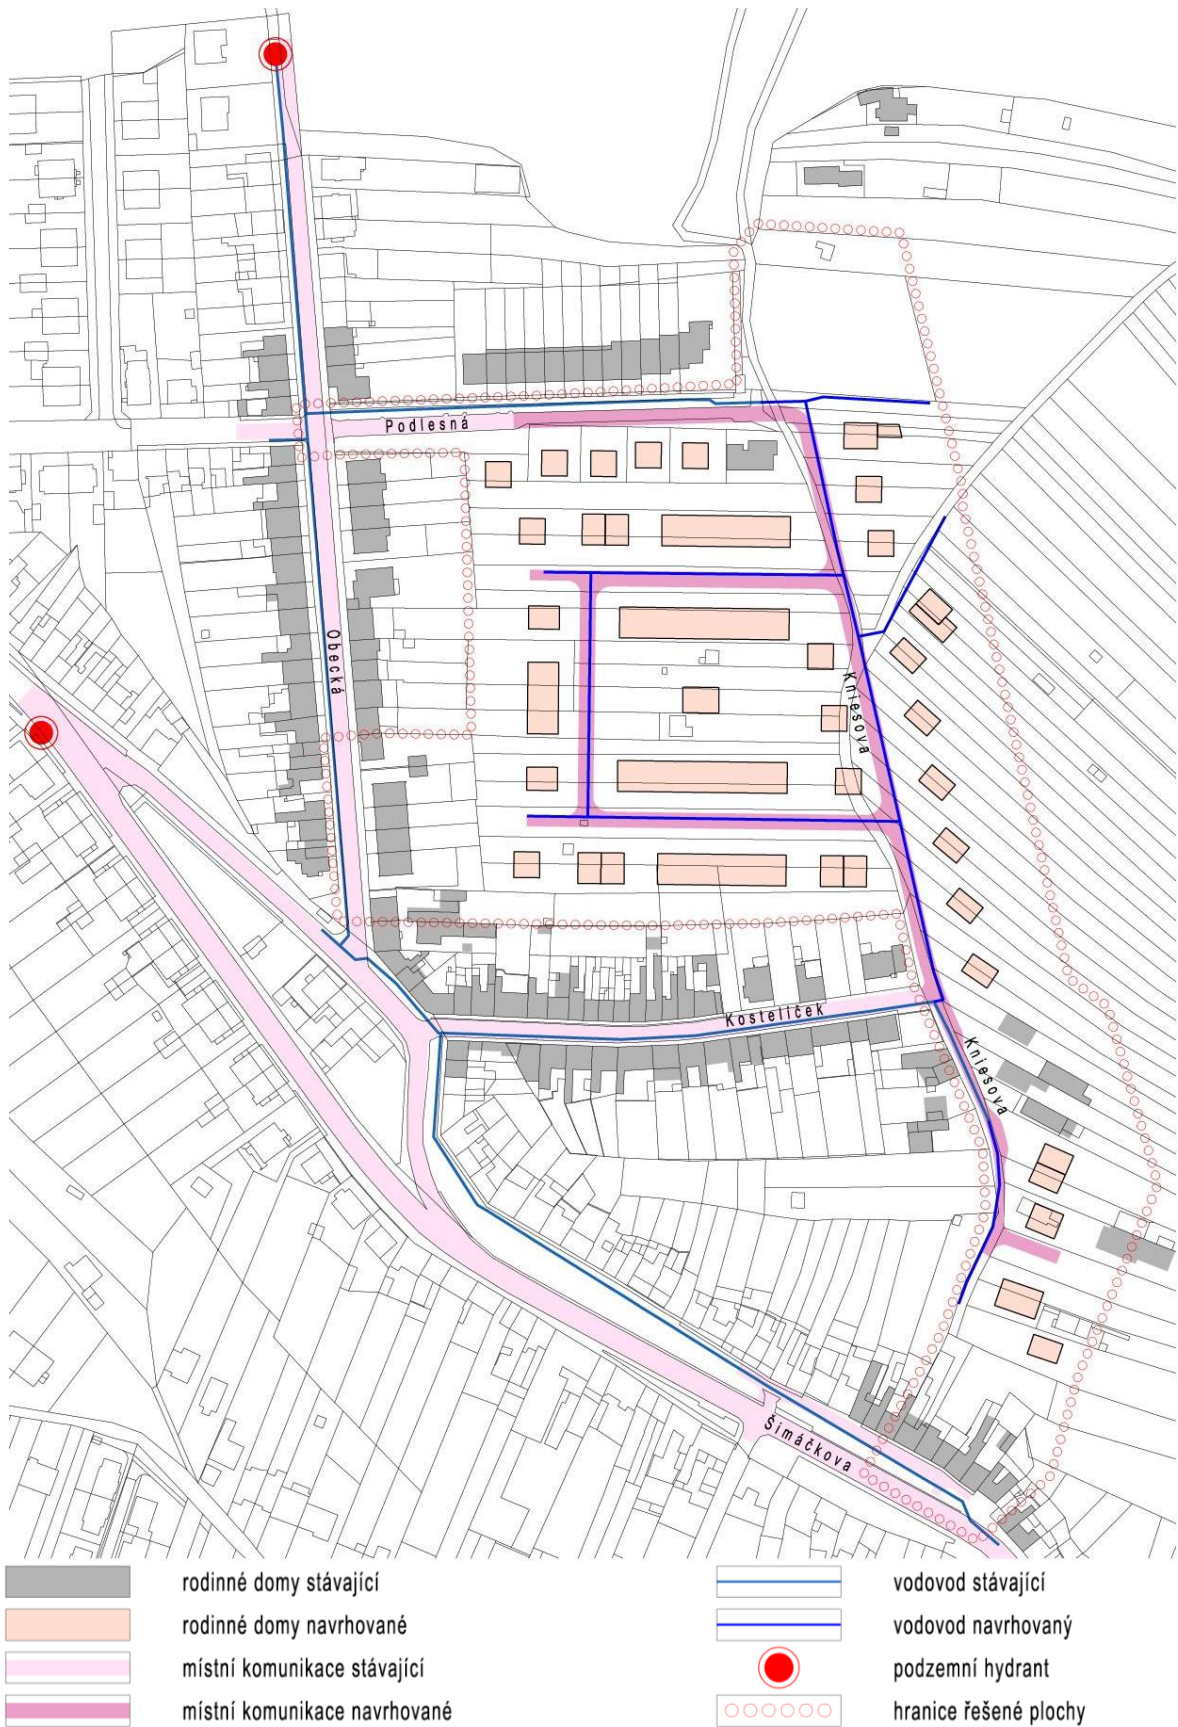 Podlesná
Obecká
Kniesova
Kostelíček
Kniesova
Šimáčkova
rodinné domy stávající
rodinné domy navrhované
místní komunikace stávající
místní komunikace navrhované
vodovod stávající
vodovod navrhovaný
podzemní hydrant
hranice řešené plochy